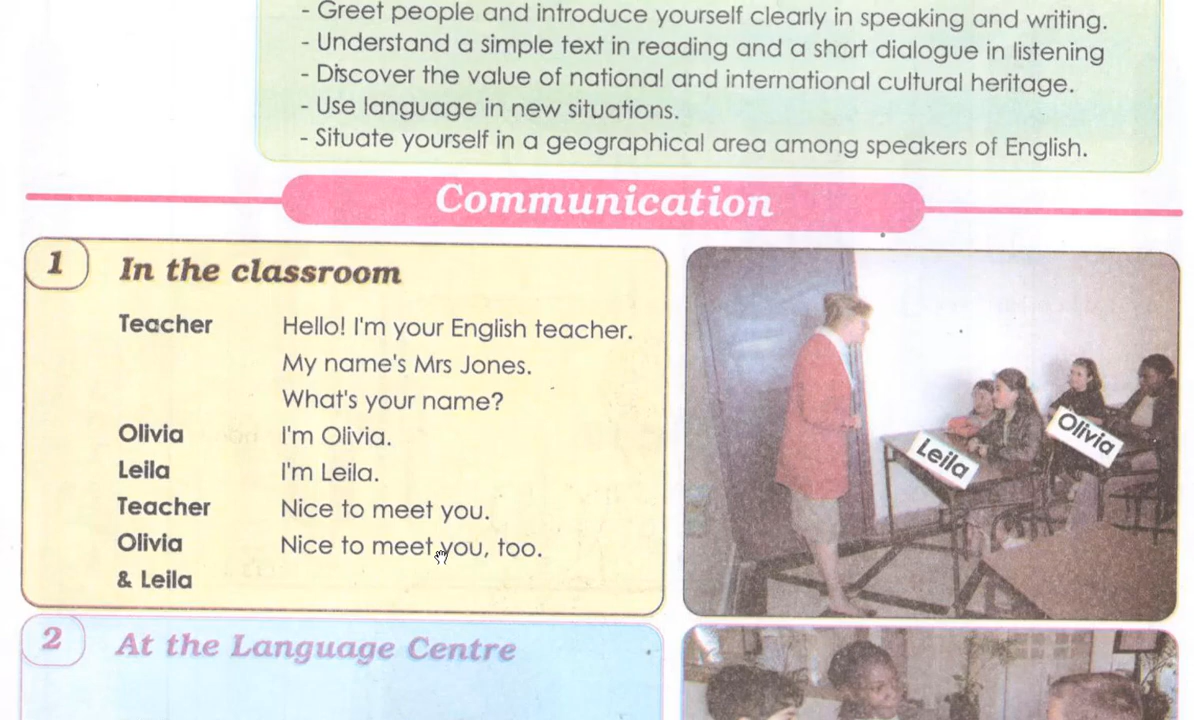 - Greet people and introduce yourself clearly in speaking and writing.
- Understand a simple text in reading and a short dialogue in listening
- Discover the value of national and international cultural heritage.
- Use language in new situations.
- Situate yourself in a geographical area among speakers of English.
Communication
1 In the classroom
Teacher Hello! I'm your English teacher.
My name's Mrs Jones.
What's your name?
Olivia I'm Olivia.
Leila I'm Leila.
Teacher Nice to meet you.
Olivia Nice to meet you, too.
& Leila
Leila
Olivia
2 At the Language Centre